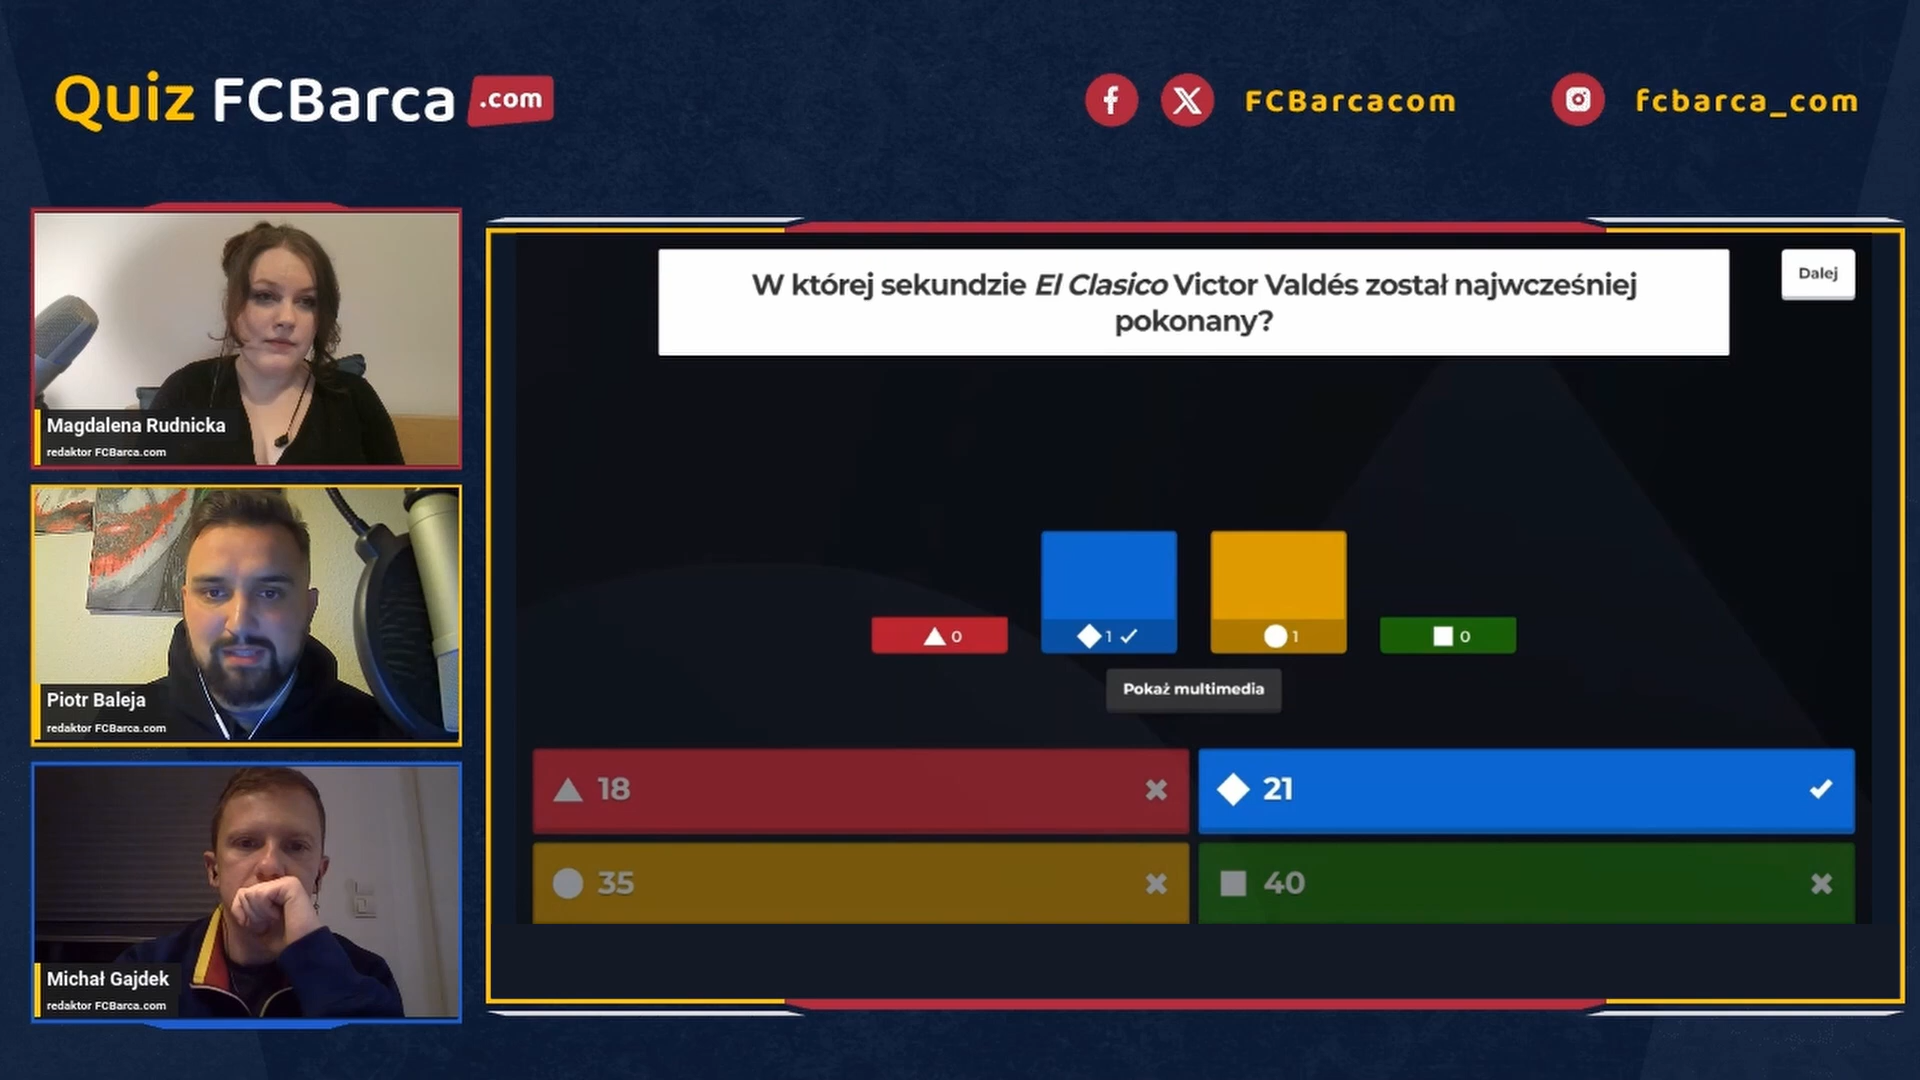 Quiz FCBarca .com
FCBarcacom
fcbarca_com
Magdalena Rudnicka
redaktor FCBarca.com
Piotr Baleja
redaktor FCBarca.com
Michał Gajdek
redaktor FCBarca.com
W której sekundzie El Clasico Victor Valdés został najwcześniej
pokonany?
Dalej
0
1
1
0
Pokaż multimedia
18
21
35
40